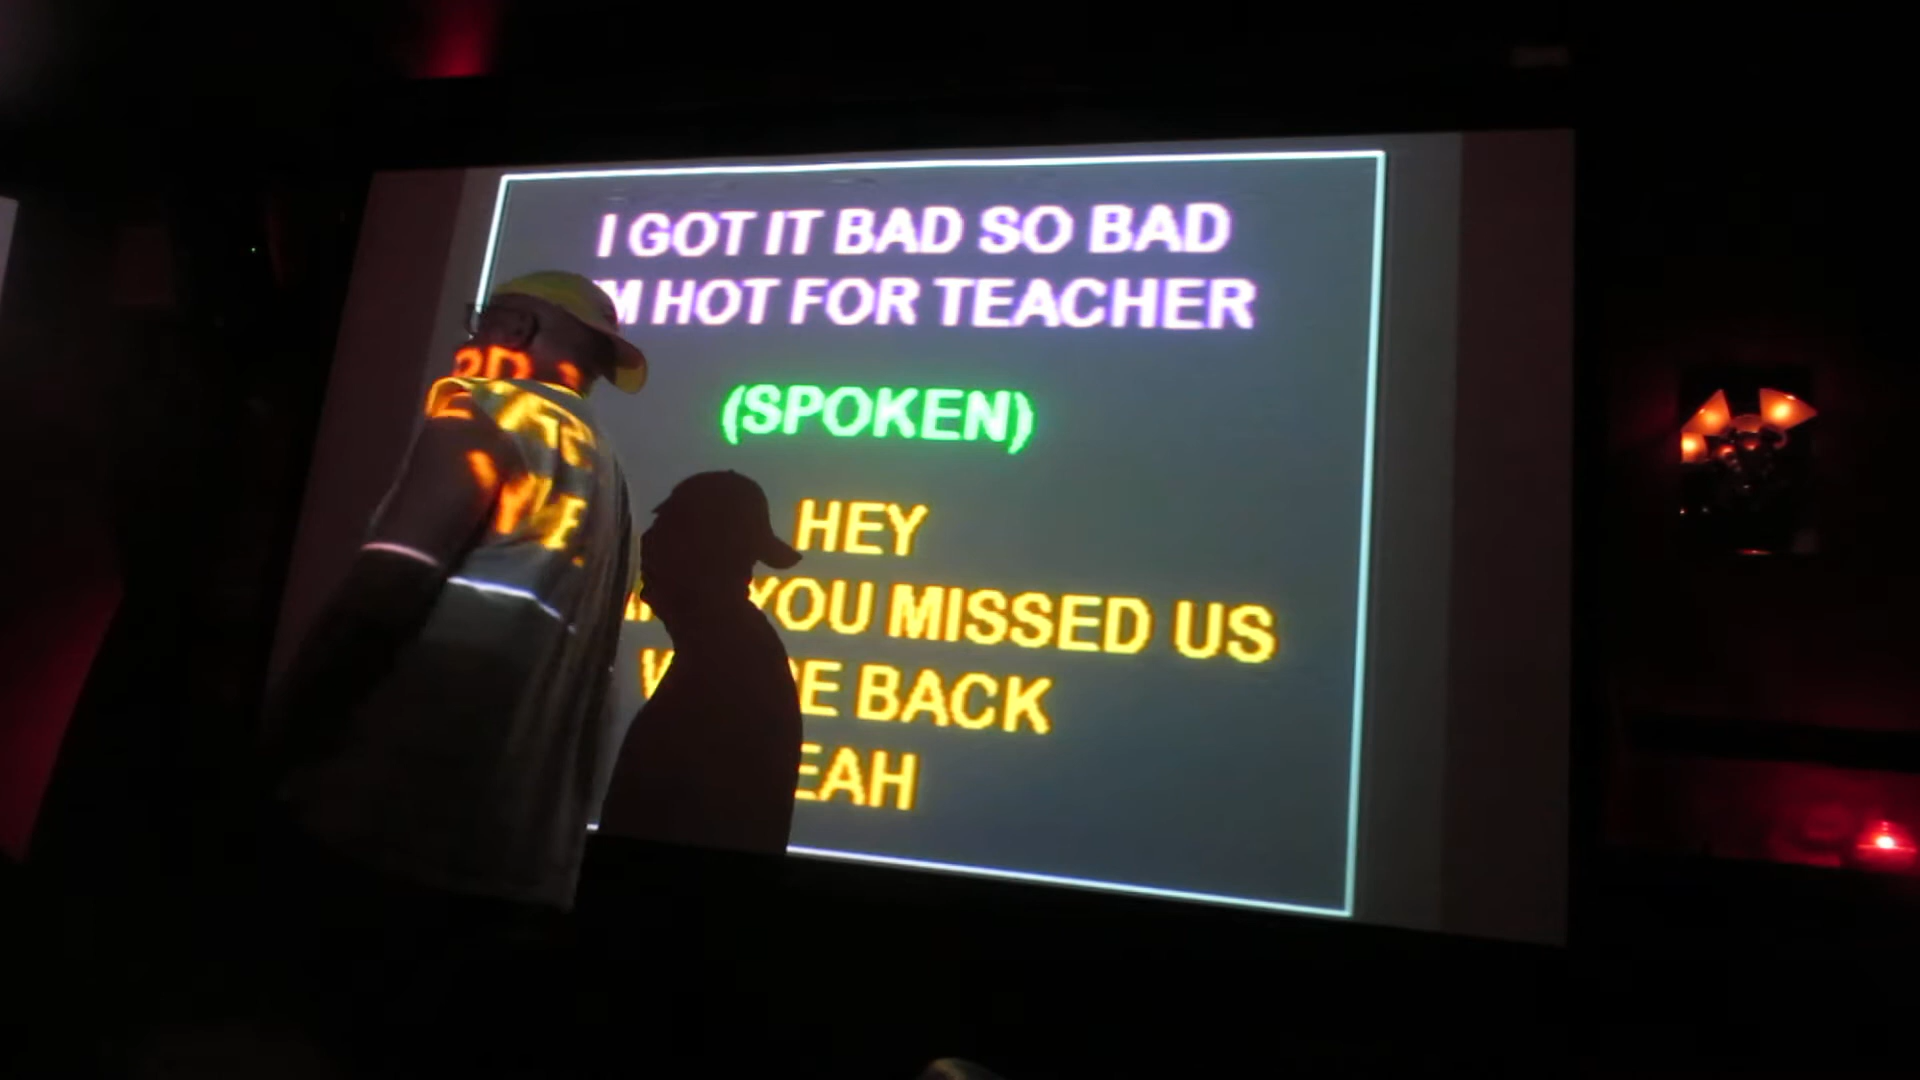 I GOT IT BAD SO BAD
M HOT FOR TEACHER
(SPOKEN)
HEY
YOU MISSED US
BACK
EAH